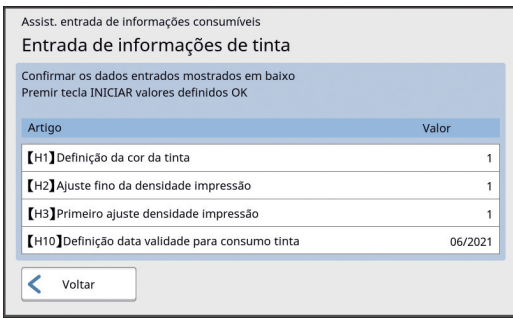 Assist. entrada de informações consumíveis
Entrada de informações de tinta
Confirmar os dados entrados mostrados em baixo
Premir tecla INICIAR valores definidos OK
Artigo Valor
【H1】Definição da cor da tinta 1
【H2】Ajuste fino da densidade impressão 1
【H3】Primeiro ajuste densidade impressão 1
【H10】Definição data validade para consumo tinta 06/2021
Voltar